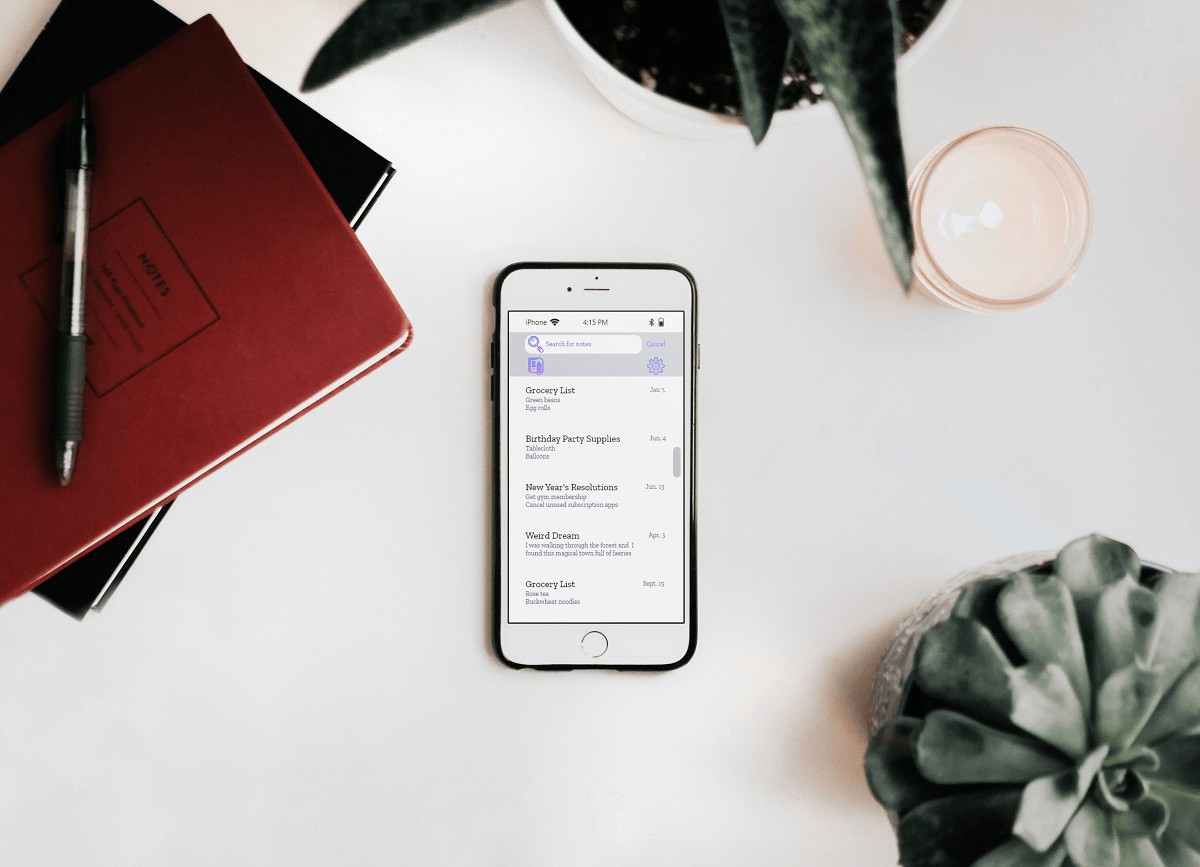 NOTES
iPhone 4:15 PM
Search for notes Cancel
Grocery List Jan 7.
Green beans
Egg rolls
Birthday Party Supplies Jun. 4
Tablecloth
Balloons
New Year's Resolutions Jun. 13
Get gym membership
Cancel unused subscription apps
Weird Dream Apr. 3
I was walking through the forest and I
found this magical town full of faeries
Grocery List Sept. 15
Rose tea
Buckwheat noodles